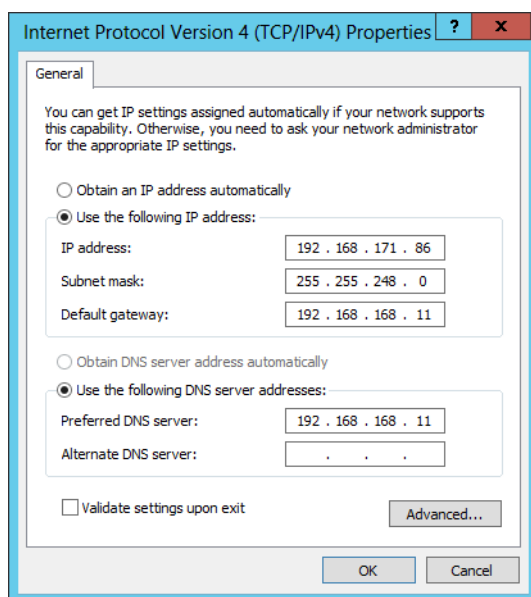 Internet Protocol Version 4 (TCP/IPv4) Properties ? x
General
You can get IP settings assigned automatically if your network supports
this capability. Otherwise, you need to ask your network administrator
for the appropriate IP settings.
Obtain an IP address automatically
Use the following IP address:
IP address: 192 . 168 . 171 . 86
Subnet mask: 255 . 255 . 248 . 0
Default gateway: 192 . 168 . 168 . 11
Obtain DNS server address automatically
Use the following DNS server addresses:
Preferred DNS server: 192 . 168 . 168 . 11
Alternate DNS server: . . .
Validate settings upon exit
Advanced...
OK Cancel